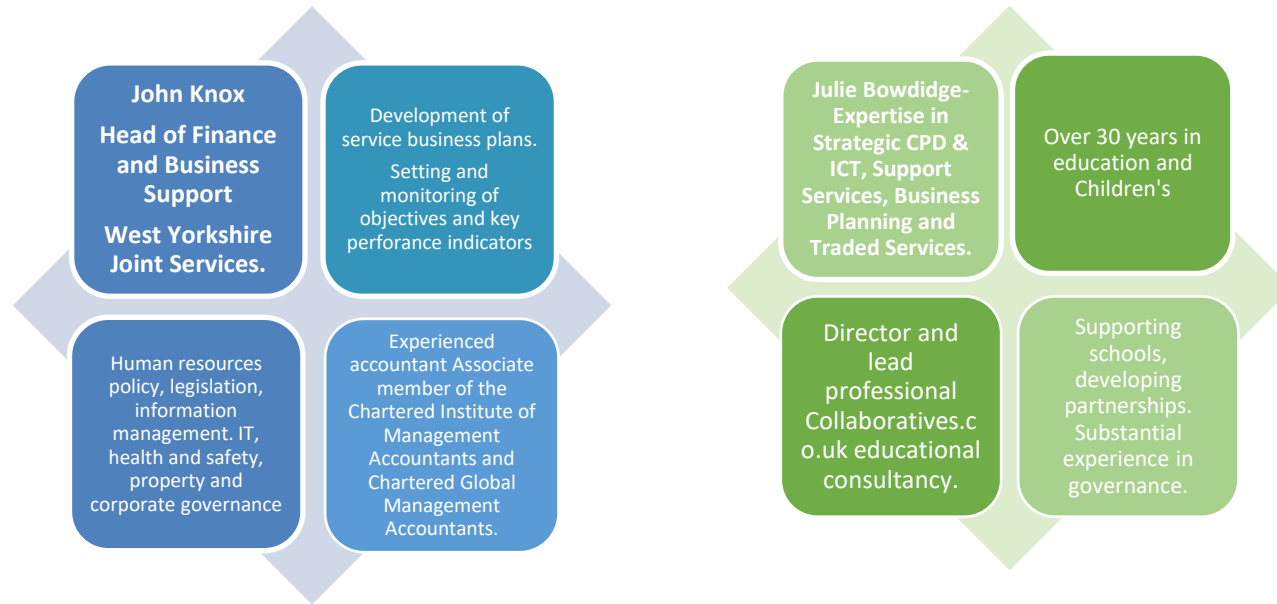 John Knox
Head of Finance
and Business
Support
West Yorkshire
Joint Services.
Development of
service business plans.
Setting and
monitoring of
objectives and key
perforance indicators
Human resources
policy, legislation,
information
management. IT,
health and safety,
property and
corporate governance
Experienced
accountant Associate
member of the
Chartered Institute of
Management
Accountants and
Chartered Global
Management
Accountants.
Julie Bowdidge-
Expertise in
Strategic CPD &
ICT, Support
Services, Business
Planning and
Traded Services.
Over 30 years in
education and
Children's
Director and
lead
professional
Collaboratives.c
o.uk educational
consultancy.
Supporting
schools,
developing
partnerships.
Substantial
experience in
governance.